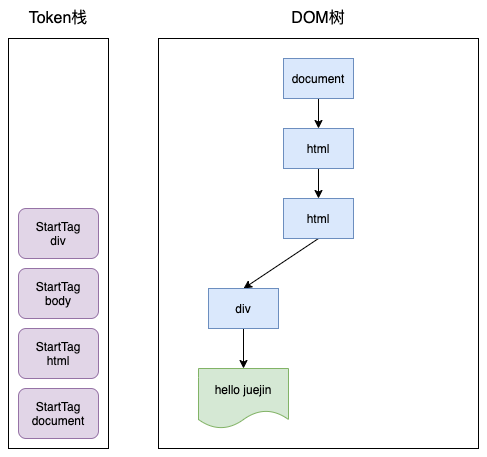 Token栈
StartTag
div
StartTag
body
StartTag
html
StartTag
document
DOM树
document
html
html
div
hello juejin